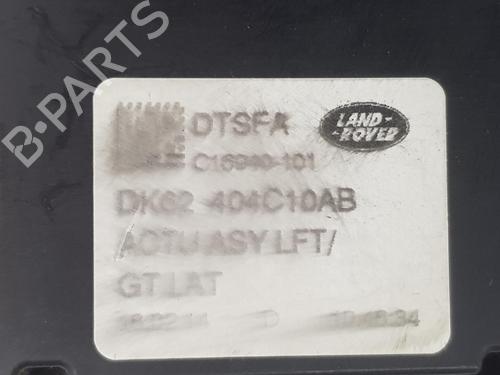 B-PARTS
DTSFA
LAND-
ROVER
C16940-101
DK62 404C10AB
ACTU ASY LFT/
GT LAT